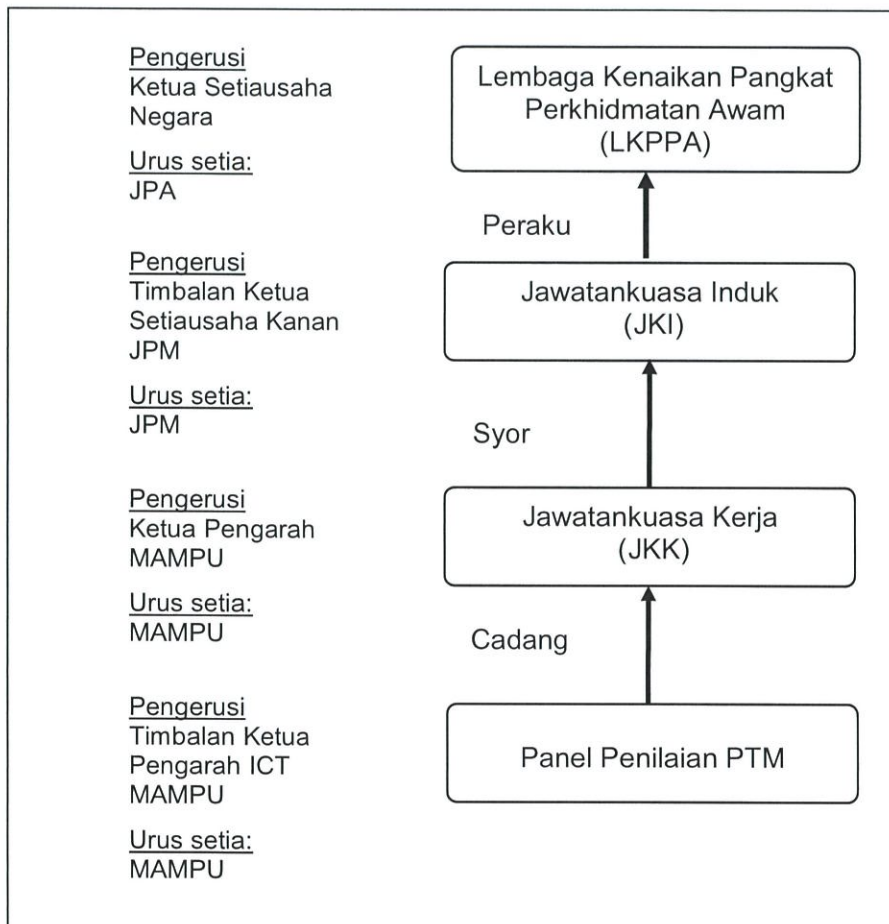 Pengerusi
Ketua Setiausaha
Negara
Urus setia:
JPA
Lembaga Kenaikan Pangkat
Perkhidmatan Awam
(LKPPA)
Peraku
Pengerusi
Timbalan Ketua
Setiausaha Kanan
JPM
Urus setia:
JPM
Jawatankuasa Induk
(JKI)
Syor
Pengerusi
Ketua Pengarah
MAMPU
Urus setia:
MAMPU
Jawatankuasa Kerja
(JKK)
Cadang
Pengerusi
Timbalan Ketua
Pengarah ICT
MAMPU
Urus setia:
MAMPU
Panel Penilaian PTM